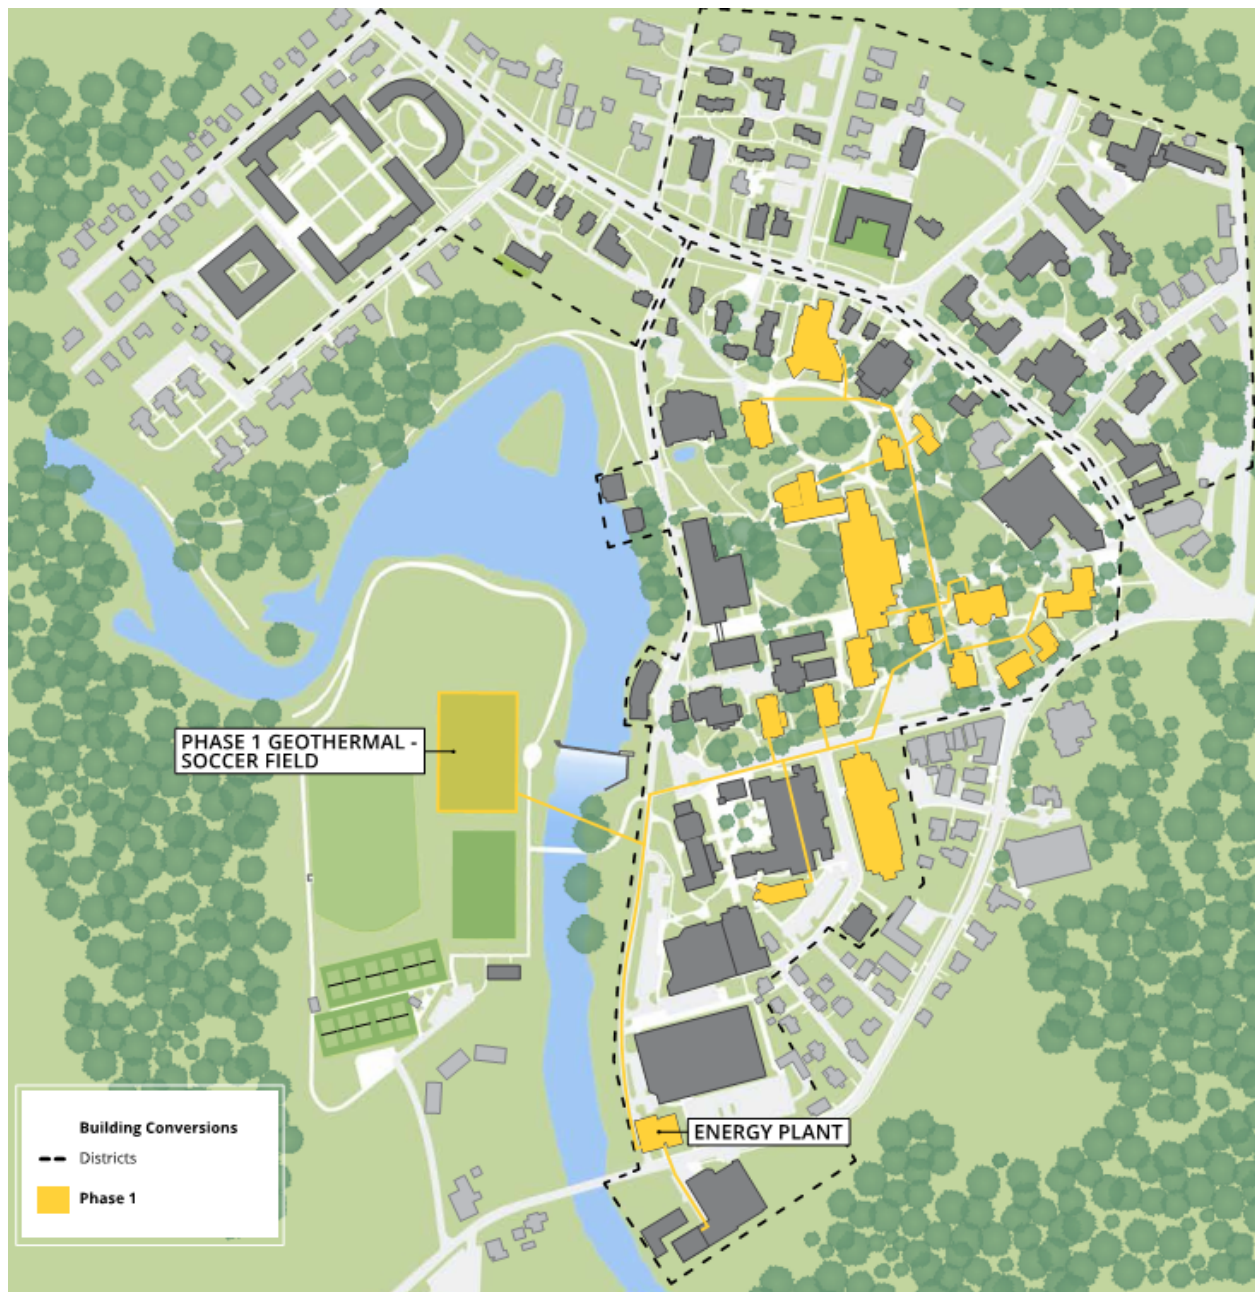 PHASE 1 GEOTHERMAL -
SOCCER FIELD
ENERGY PLANT
Building Conversions
Districts
Phase 1